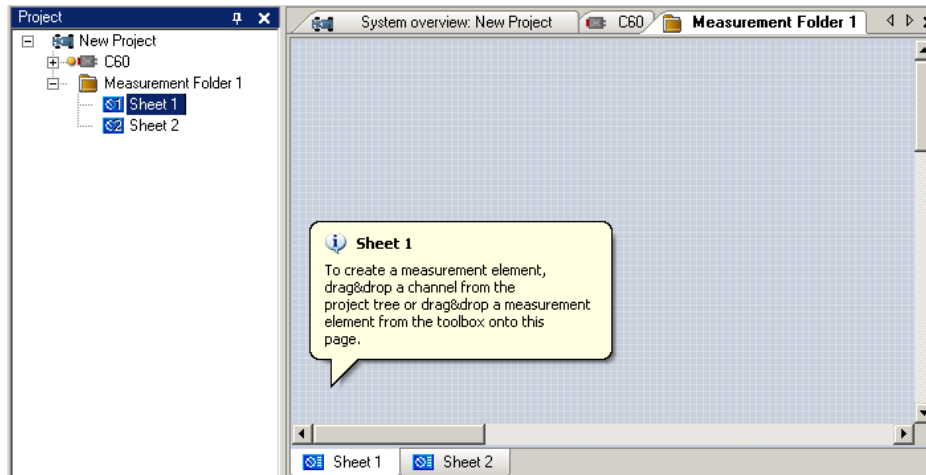 Project
New Project
C60
Measurement Folder 1
1 Sheet 1
2 Sheet 2
System overview: New Project
C60
Measurement Folder 1
Sheet 1
To create a measurement element,
drag&drop a channel from the
project tree or drag&drop a measurement
element from the toolbox onto this
page.
Sheet 1
Sheet 2